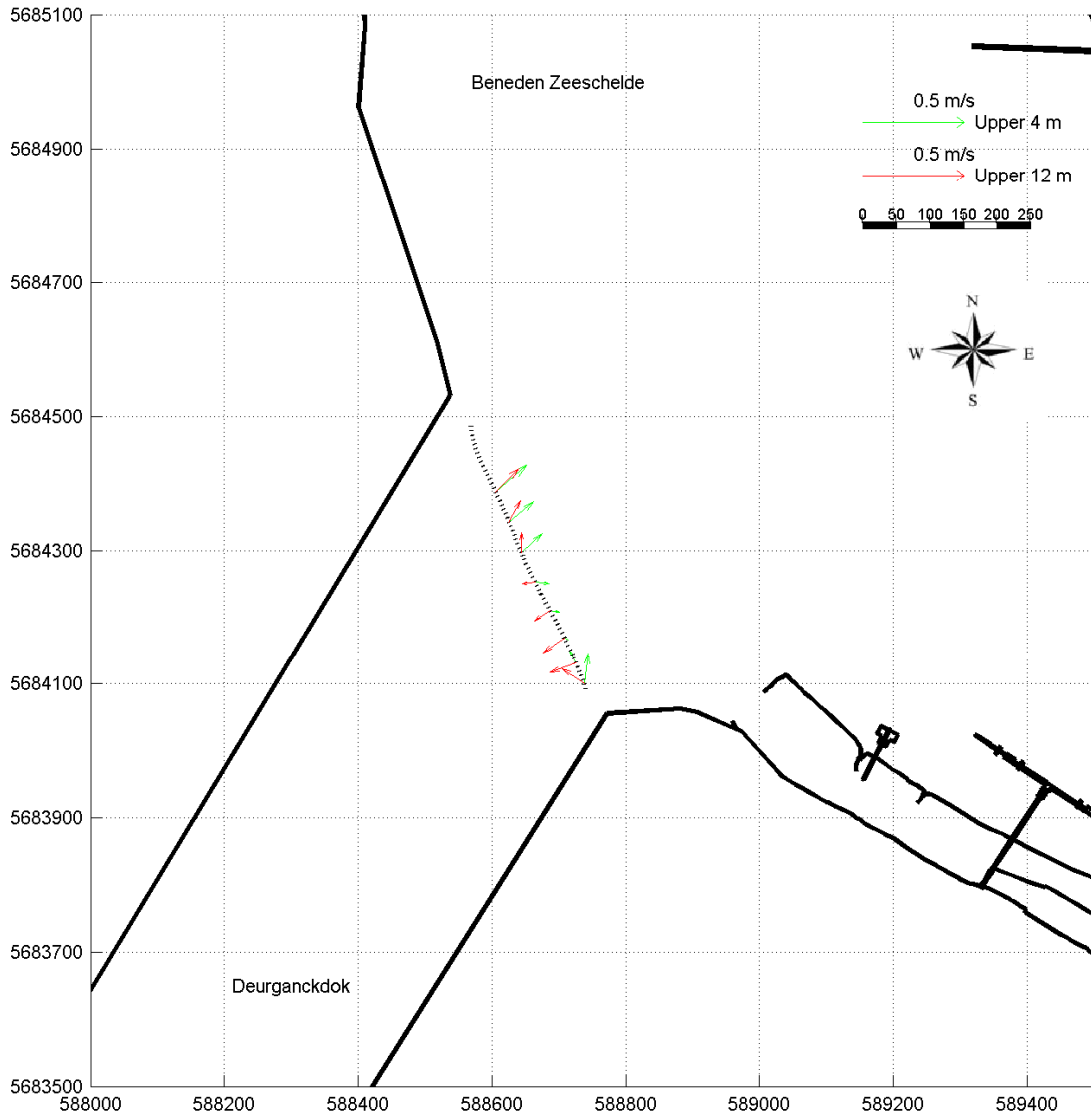 5685100
Beneden Zeeschelde
0.5 m/s
Upper 4 m
5684900
0.5 m/s
Upper 12 m
0 50 100 150 200 250
5684700
N
W E
S
5684500
5684300
5684100
5683900
5683700
Deurganckdok
5683500
588000 588200 588400 588600 588800 589000 589200 589400